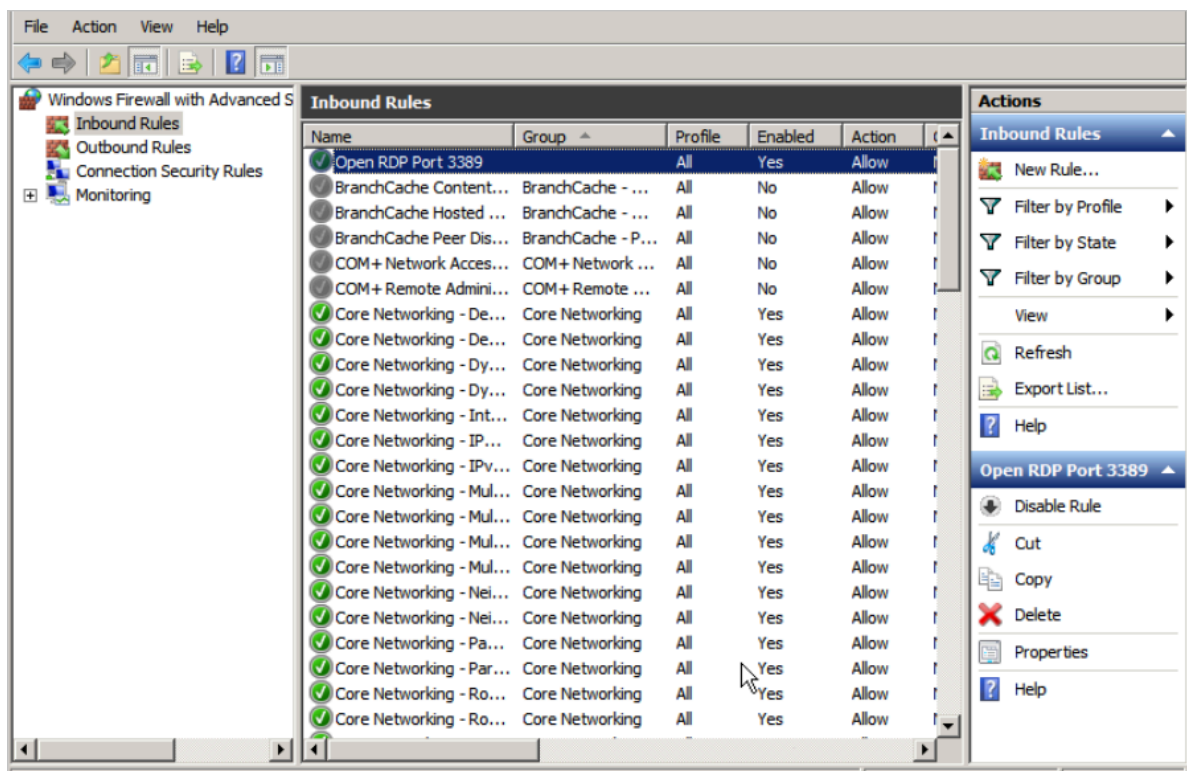 File Action View Help
Windows Firewall with Advanced S
Inbound Rules
Outbound Rules
Connection Security Rules
Monitoring
Inbound Rules
Name Group Profile Enabled Action
Open RDP Port 3389 All Yes Allow
BranchCache Content... BranchCache - ... All No Allow
BranchCache Hosted ... BranchCache - ... All No Allow
BranchCache Peer Dis... BranchCache - P... All No Allow
COM+ Network Acces... COM+ Network ... All No Allow
COM+ Remote Admini... COM+ Remote ... All No Allow
Core Networking - De... Core Networking All Yes Allow
Core Networking - De... Core Networking All Yes Allow
Core Networking - Dy... Core Networking All Yes Allow
Core Networking - Dy... Core Networking All Yes Allow
Core Networking - Int... Core Networking All Yes Allow
Core Networking - IP... Core Networking All Yes Allow
Core Networking - IPv... Core Networking All Yes Allow
Core Networking - Mul... Core Networking All Yes Allow
Core Networking - Mul... Core Networking All Yes Allow
Core Networking - Mul... Core Networking All Yes Allow
Core Networking - Mul... Core Networking All Yes Allow
Core Networking - Nei... Core Networking All Yes Allow
Core Networking - Nei... Core Networking All Yes Allow
Core Networking - Pa... Core Networking All Yes Allow
Core Networking - Par... Core Networking All Yes Allow
Core Networking - Ro... Core Networking All Yes Allow
Core Networking - Ro... Core Networking All Yes Allow
Actions
Inbound Rules
New Rule...
Filter by Profile
Filter by State
Filter by Group
View
Refresh
Export List...
Help
Open RDP Port 3389
Disable Rule
Cut
Copy
Delete
Properties
Help